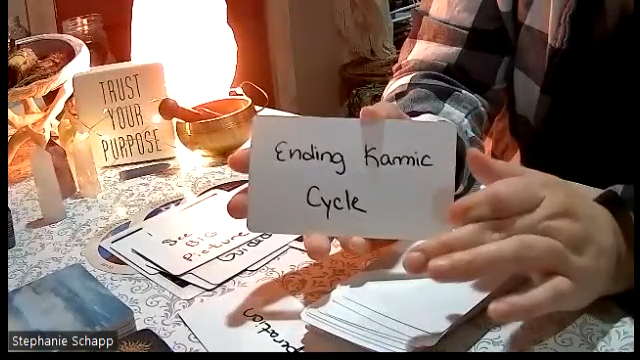 TRUST
YOUR
PURPOSE
Ending Kamic
Cycle
See
BIG
Picture
Stephanie Schapp